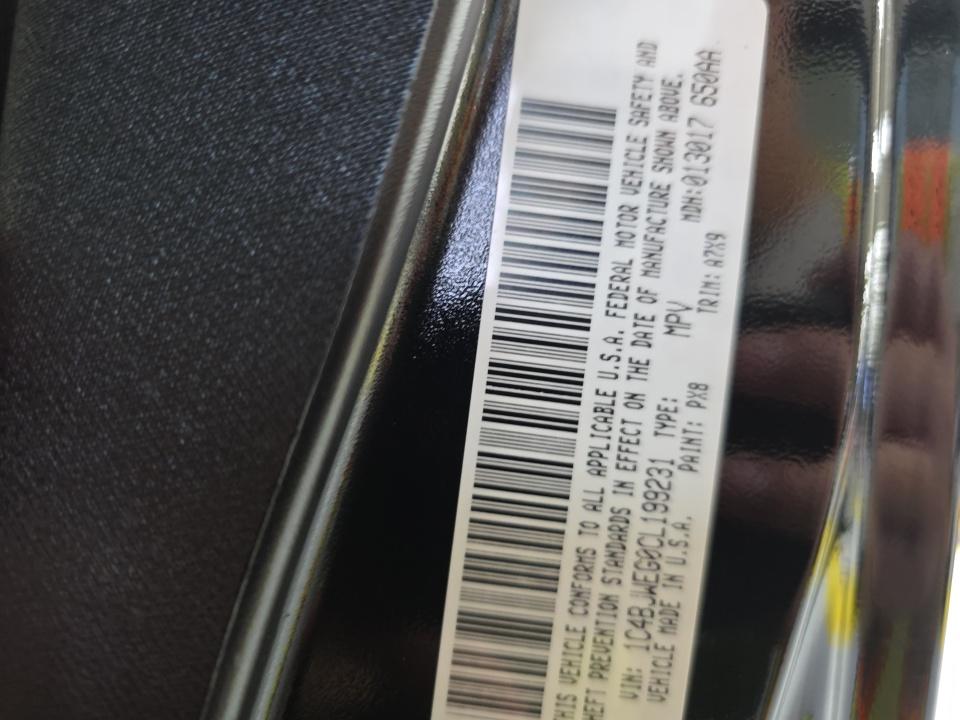 THIS VEHICLE CONFORMS TO ALL APPLICABLE U.S.A. FEDERAL MOTOR VEHICLE SAFETY AND
THEFT PREVENTION STANDARDS IN EFFECT ON THE DATE OF MANUFACTURE SHOWN ABOVE.
VIN: 1C4BJWEG0CL199231 TYPE: MPV MDH:013017 650AA
VEHICLE MADE IN U.S.A. PAINT: PX8 TRIM: A7X9